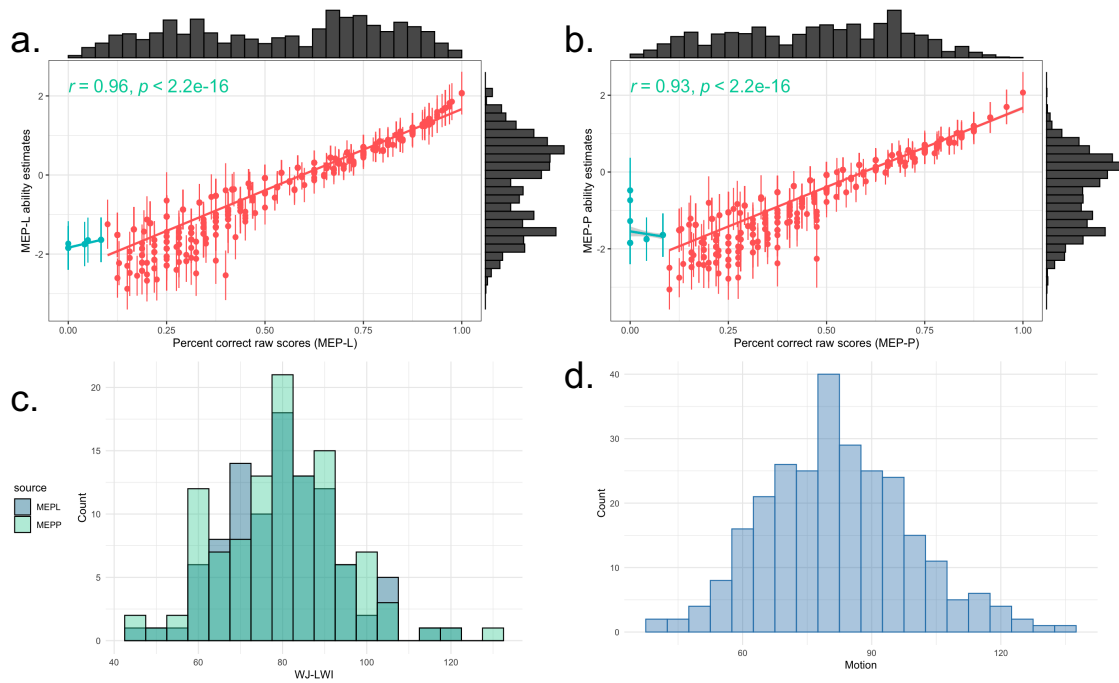 a.
r = 0.96, p < 2.2e-16
MEP-L ability estimates
2
0
-2
0.00 0.25 0.50 0.75 1.00
Percent correct raw scores (MEP-L)
b.
r = 0.93, p < 2.2e-16
MEP-P ability estimates
2
0
-2
0.00 0.25 0.50 0.75 1.00
Percent correct raw scores (MEP-P)
c.
source
MEPL
MEPP
Count
20
15
10
5
0
40 60 80 100 120
WJ-LWI
d.
Count
40
30
20
10
0
60 90 120
Motion